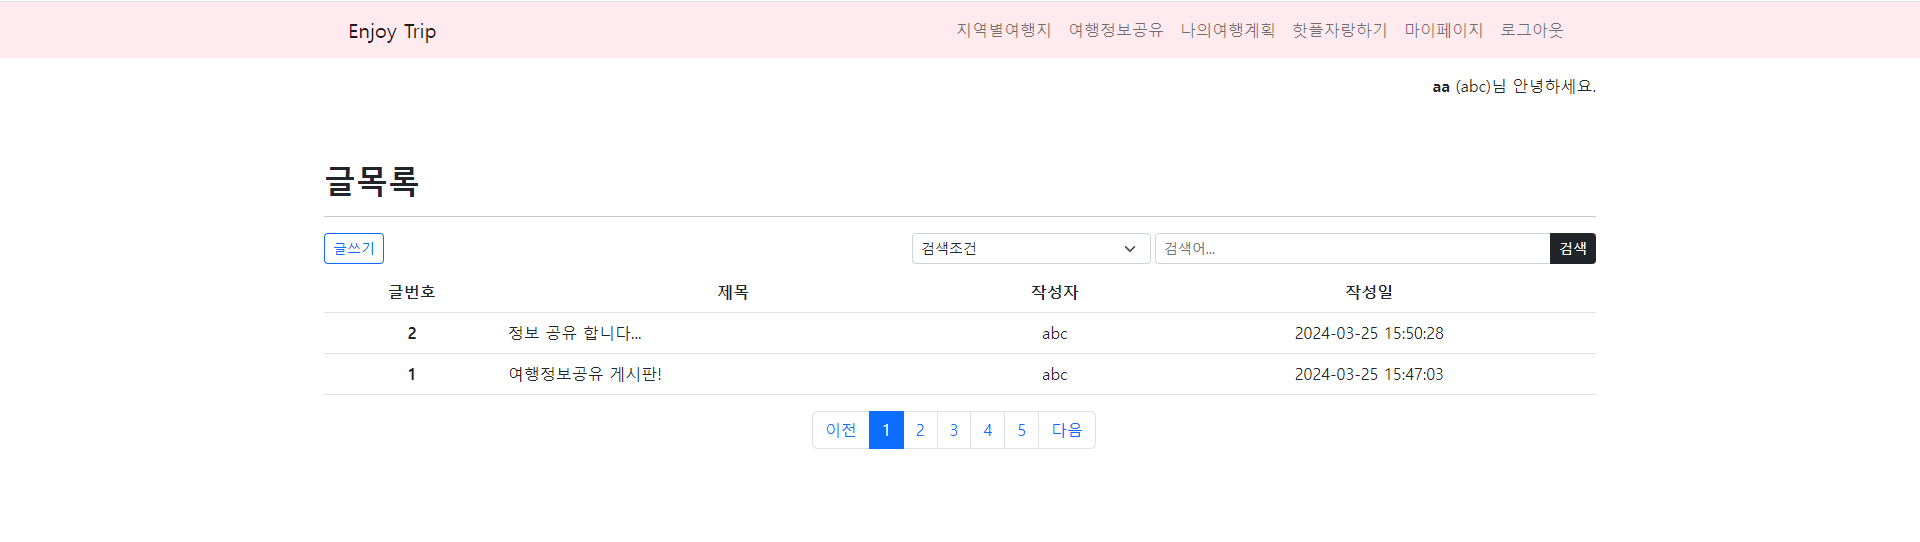 Enjoy Trip 지역별여행지 여행정보공유 나의여행계획 핫플자랑하기 마이페이지 로그아웃
aa (abc)님 안녕하세요.
글목록
글쓰기 검색조건 검색어... 검색
글번호 제목 작성자 작성일
2 정보 공유 합니다... abc 2024-03-25 15:50:28
1 여행정보공유 게시판! abc 2024-03-25 15:47:03
이전 1 2 3 4 5 다음